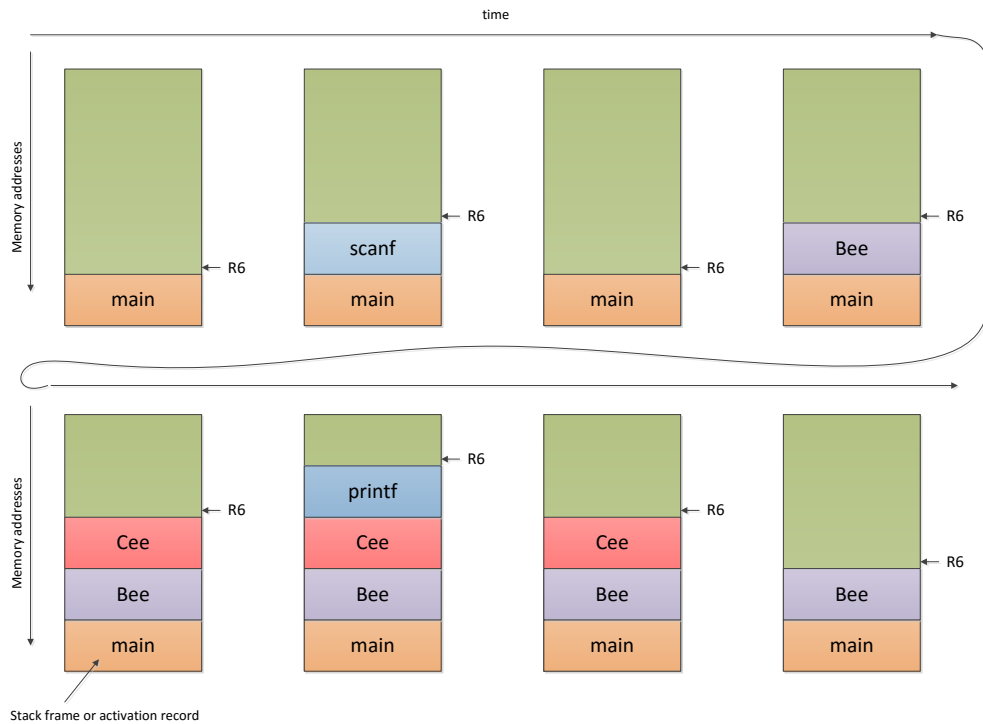 time
Memory addresses
R6
scanf
R6
main
main
R6
main
R6
Bee
main
Memory addresses
R6
Cee
Bee
main
R6
printf
Cee
Bee
main
R6
Cee
Bee
main
R6
Bee
main
Stack frame or activation record